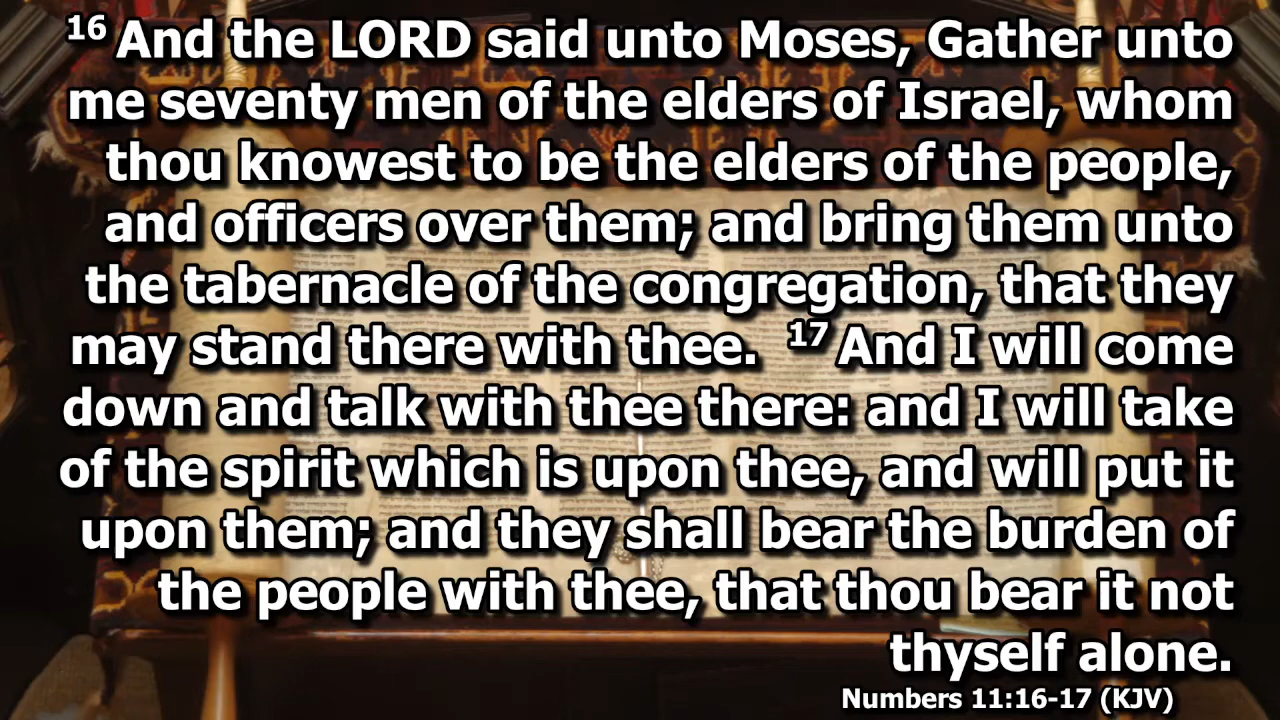 16 And the LORD said unto Moses, Gather unto
me seventy men of the elders of Israel, whom
thou knowest to be the elders of the people,
and officers over them; and bring them unto
the tabernacle of the congregation, that they
may stand there with thee. 17 And I will come
down and talk with thee there: and I will take
of the spirit which is upon thee, and will put it
upon them; and they shall bear the burden of
the people with thee, that thou bear it not
thyself alone.
Numbers 11:16-17 (KJV)